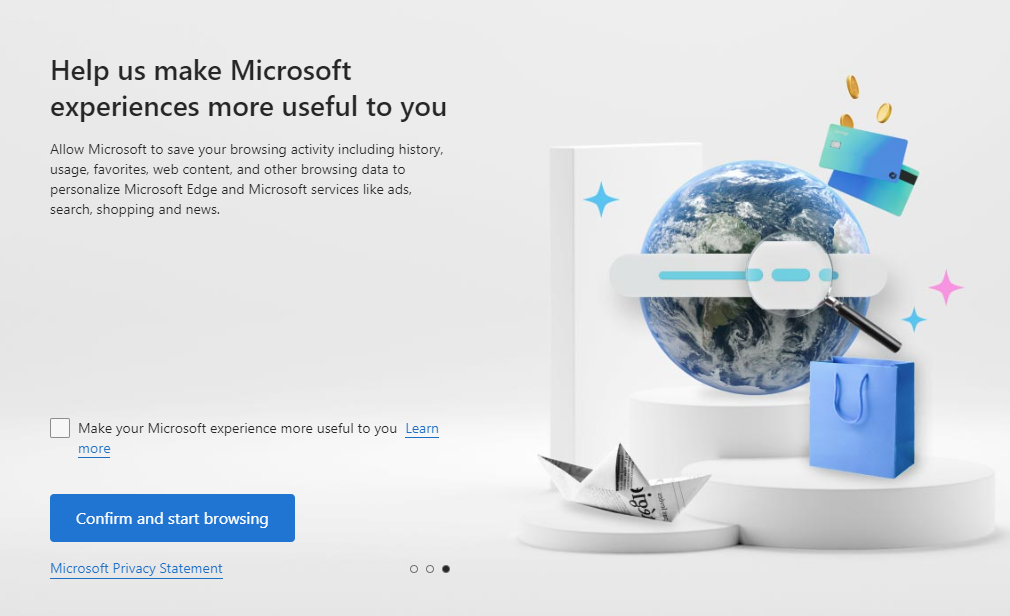 Help us make Microsoft
experiences more useful to you
Allow Microsoft to save your browsing activity including history,
usage, favorites, web content, and other browsing data to
personalize Microsoft Edge and Microsoft services like ads,
search, shopping and news.
Make your Microsoft experience more useful to you Learn
more
Confirm and start browsing
Microsoft Privacy Statement